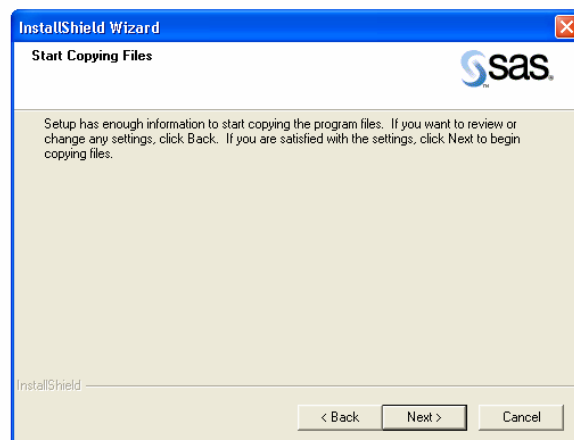 InstallShield Wizard
Start Copying Files
sas.
Setup has enough information to start copying the program files. If you want to review or
change any settings, click Back. If you are satisfied with the settings, click Next to begin
copying files.
InstallShield
< Back Next > Cancel